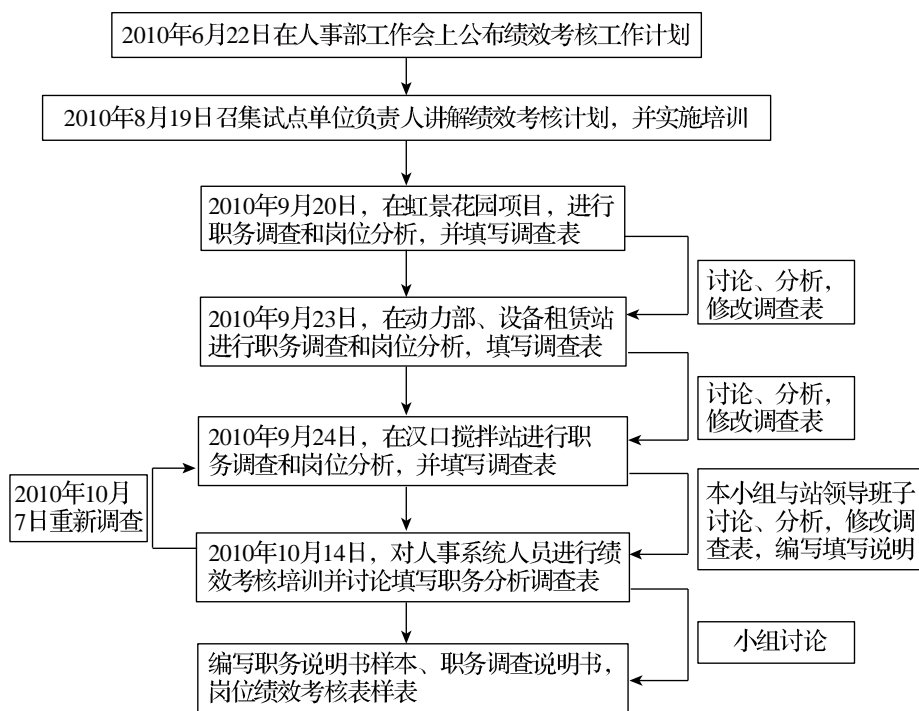 2010年6月22日在人事部工作会上公布绩效考核工作计划
2010年8月19日召集试点单位负责人讲解绩效考核计划，并实施培训
2010年9月20日，在虹景花园项目，进行
职务调查和岗位分析，并填写调查表
讨论、分析，
修改调查表
2010年9月23日，在动力部、设备租赁站
进行职务调查和岗位分析，填写调查表
讨论、分析，
修改调查表
2010年9月24日，在汉口搅拌站进行职
务调查和岗位分析，并填写调查表
2010年10月
7日重新调查
本小组与站领导班子
讨论、分析，修改调
查表，编写填写说明
2010年10月14日，对人事系统人员进行绩
效考核培训并讨论填写职务分析调查表
小组讨论
编写职务说明书样本、职务调查说明书，
岗位绩效考核表样表